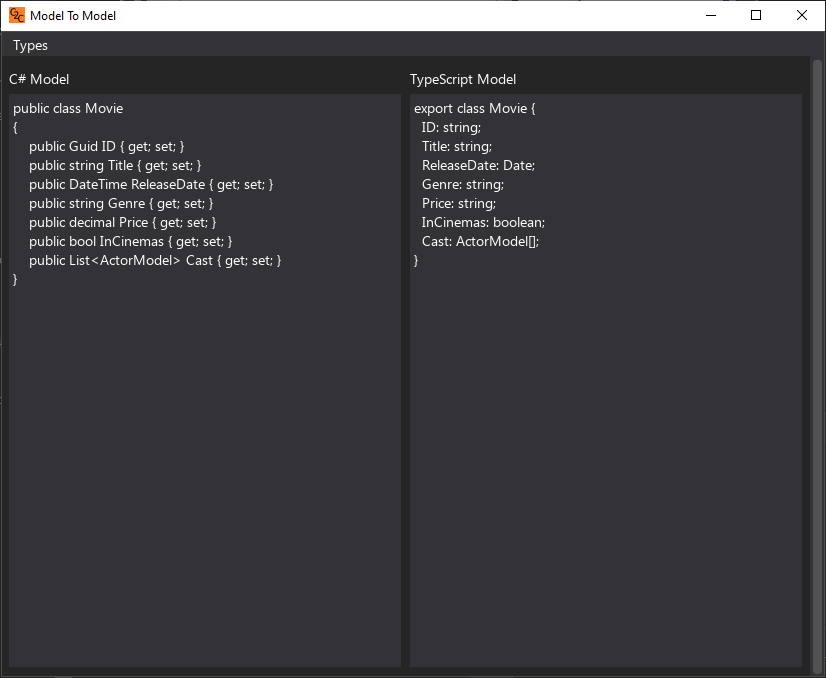 Model To Model
Types
C# Model
public class Movie
{
public Guid ID { get; set; }
public string Title { get; set; }
public DateTime ReleaseDate { get; set; }
public string Genre { get; set; }
public decimal Price { get; set; }
public bool InCinemas { get; set; }
public List<ActorModel> Cast { get; set; }
}
TypeScript Model
export class Movie {
ID: string;
Title: string;
ReleaseDate: Date;
Genre: string;
Price: string;
InCinemas: boolean;
Cast: ActorModel[];
}